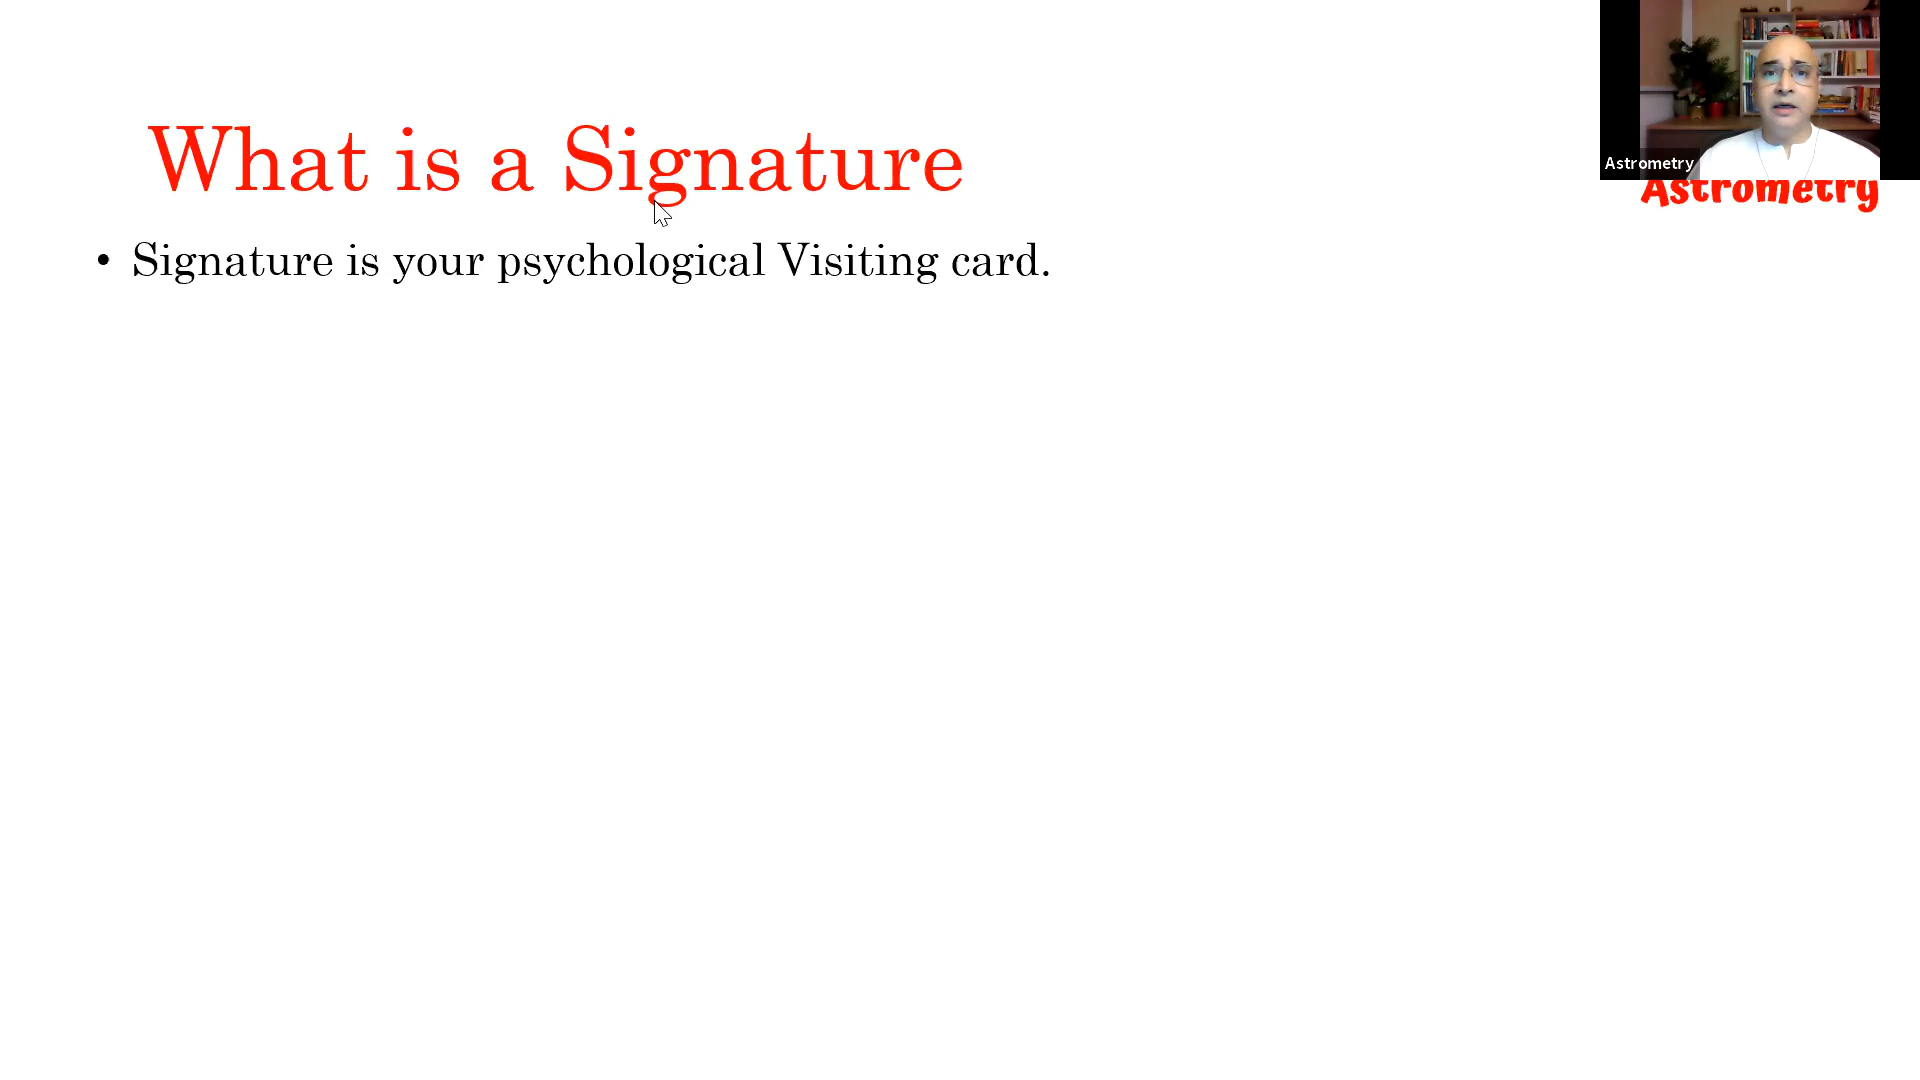 What is a Signature
• Signature is your psychological Visiting card.
Astrometry
Astrometry